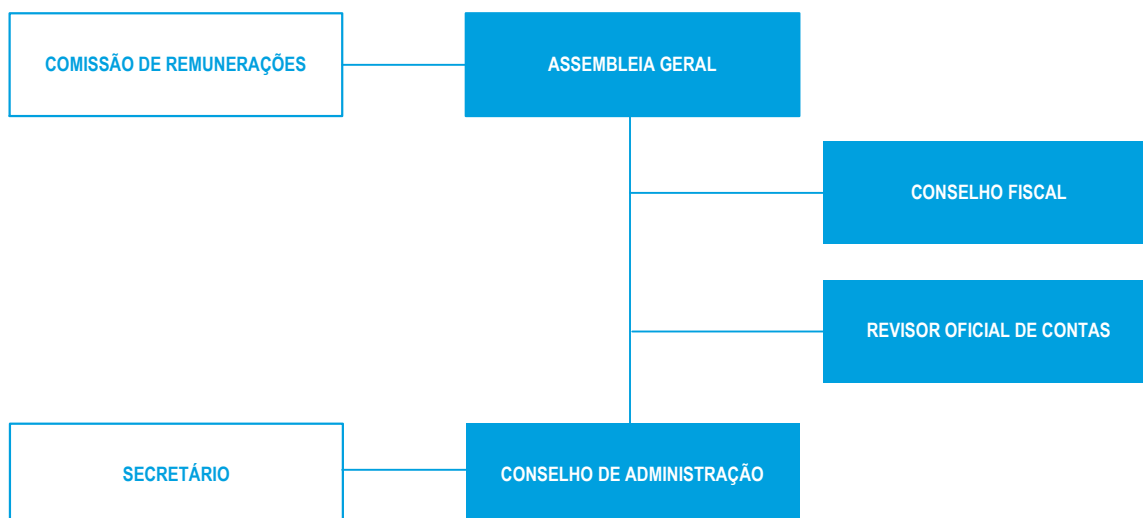 COMISSÃO DE REMUNERAÇÕES
ASSEMBLEIA GERAL
CONSELHO FISCAL
REVISOR OFICIAL DE CONTAS
SECRETÁRIO
CONSELHO DE ADMINISTRAÇÃO